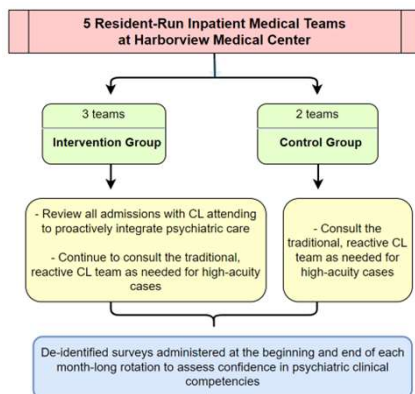 5 Resident-Run Inpatient Medical Teams
at Harborview Medical Center
3 teams
Intervention Group
2 teams
Control Group
- Review all admissions with CL attending
to proactively integrate psychiatric care
- Continue to consult the traditional,
reactive CL team as needed for high-acuity
cases
- Consult the
traditional, reactive CL
team as needed for
high-acuity cases
De-identified surveys administered at the beginning and end of each
month-long rotation to assess confidence in psychiatric clinical
competencies